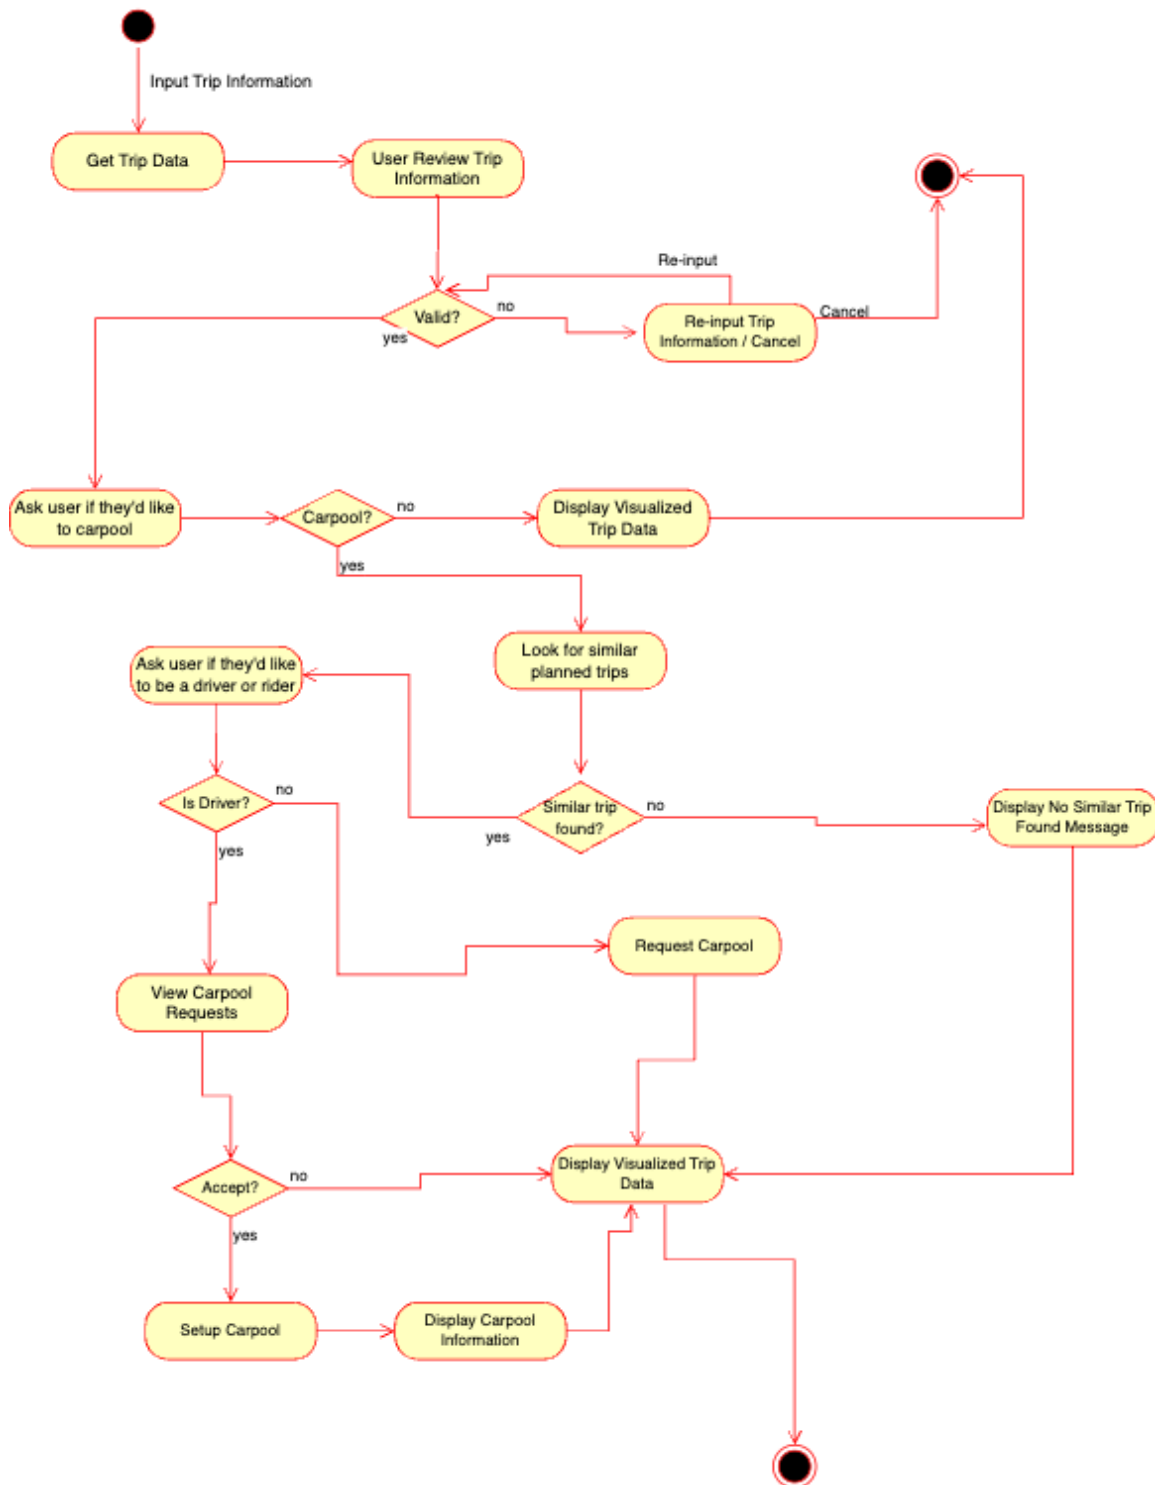 Input Trip Information
Get Trip Data
User Review Trip
Information
Re-input
Valid?
no
yes
Re-input Trip
Information / Cancel
Cancel
Ask user if they'd like
to carpool
Carpool?
no
yes
Display Visualized
Trip Data
Look for similar
planned trips
Ask user if they'd like
to be a driver or rider
Is Driver?
no
yes
Similar trip
found?
no
yes
Display No Similar Trip
Found Message
Request Carpool
View Carpool
Requests
Display Visualized Trip
Data
Accept?
no
yes
Setup Carpool
Display Carpool
Information